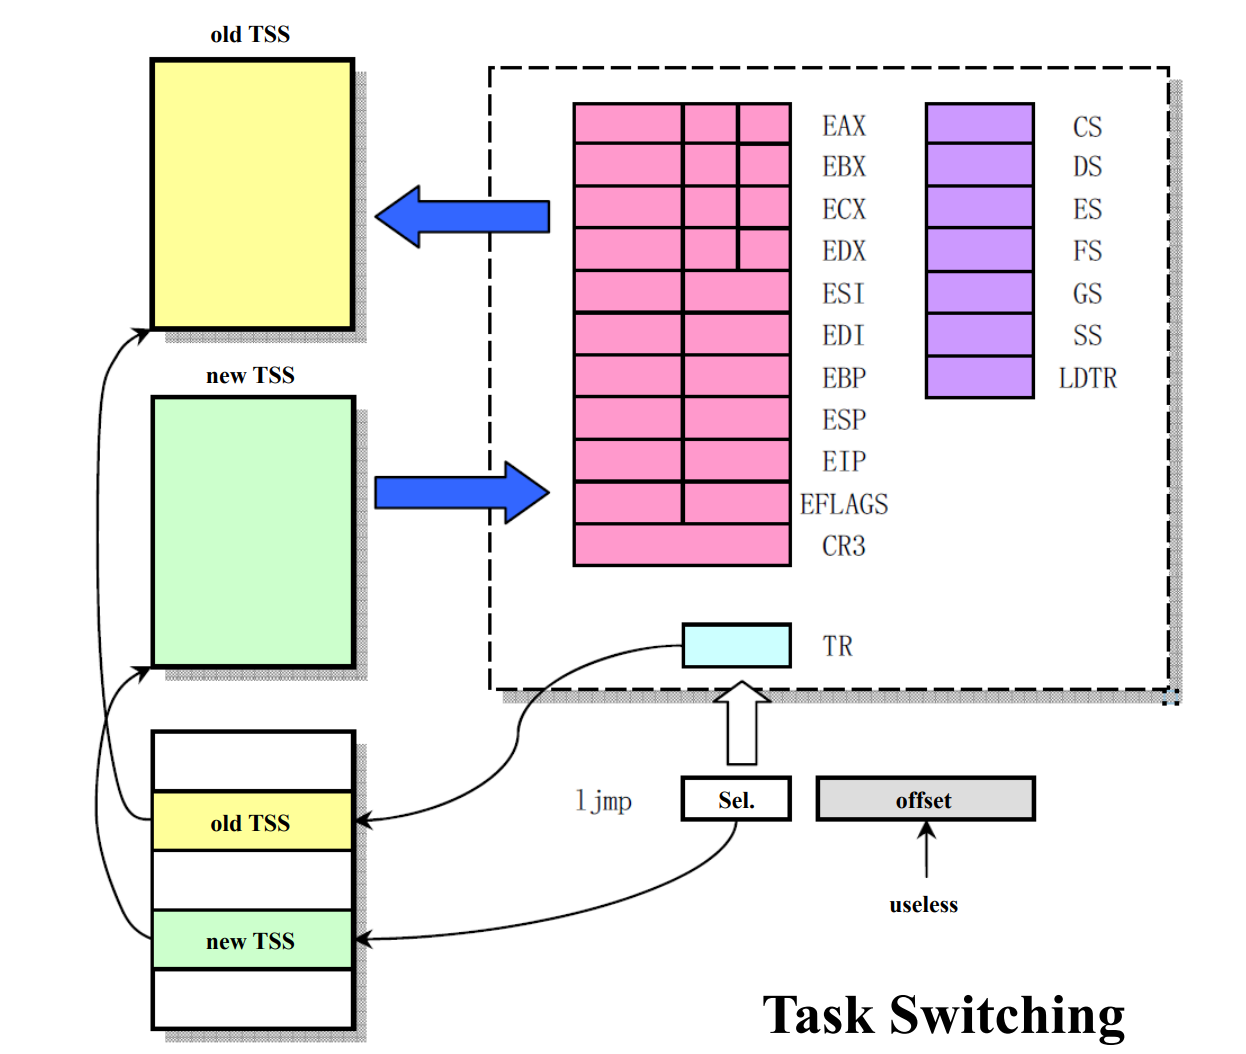 old TSS
EAX
CS
EBX
DS
ECX
ES
EDX
FS
ESI
GS
EDI
SS
new TSS
EBP
LDTR
ESP
EIP
EFLAGS
CR3
TR
ljmp
Sel.
offset
old TSS
useless
new TSS
Task Switching